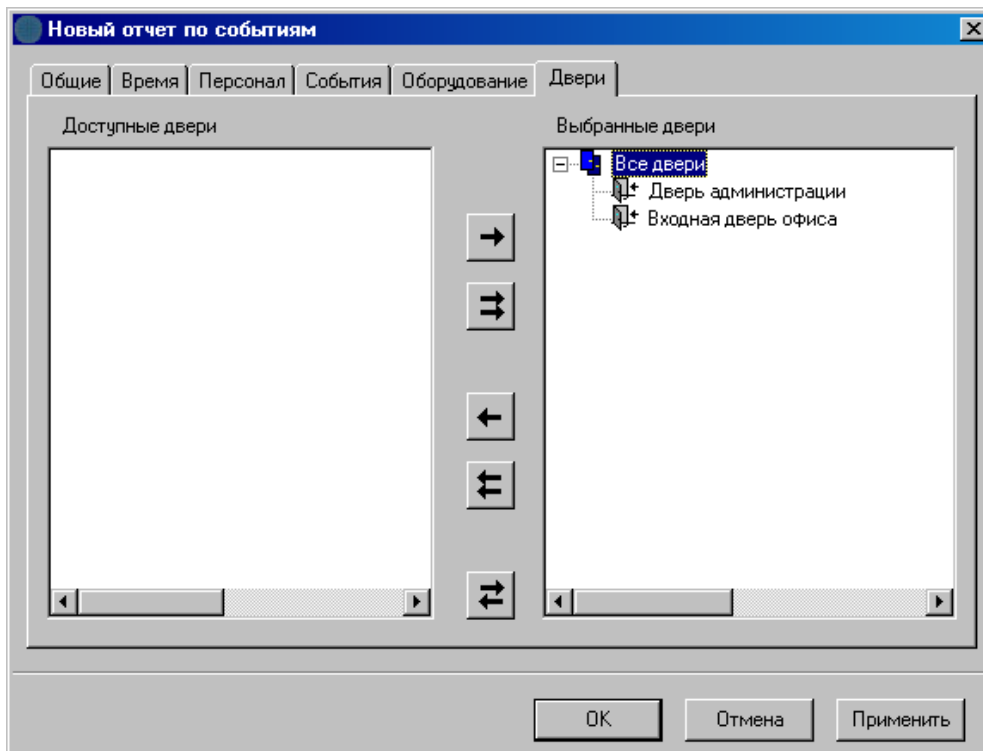 Новый отчет по событиям
Общие Время Персонал События Оборудование Двери
Доступные двери Выбранные двери
Все двери
Дверь администрации
Входная дверь офиса
OK Отмена Применить